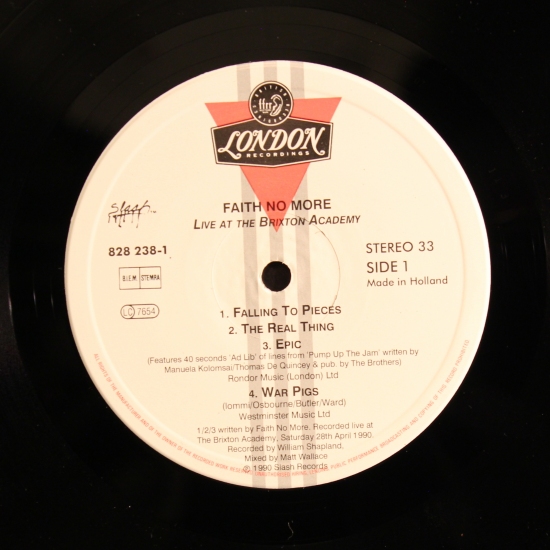 ffrr
LONDON
RECORDINGS
FAITH NO MORE
LIVE AT THE BRIXTON ACADEMY
Slash
828 238-1
STEREO 33
SIDE 1
Made in Holland
B.I.E.M. STEMRA
LC 7654
1. FALLING TO PIECES
2. THE REAL THING
3. EPIC
(Features 40 seconds 'Ad Lib' of lines from 'Pump Up The Jam' written by
Manuela Kolomsai/Thomas De Quincey & pub. by The Brothers)
Rondor Music (London) Ltd
4. WAR PIGS
(Iommi/Osbourne/Butler/Ward)
Westminster Music Ltd
1/2/3 written by Faith No More. Recorded live at
The Brixton Academy, Saturday 28th April 1990.
Recorded by William Shapland,
Mixed by Matt Wallace
℗ 1990 Slash Records